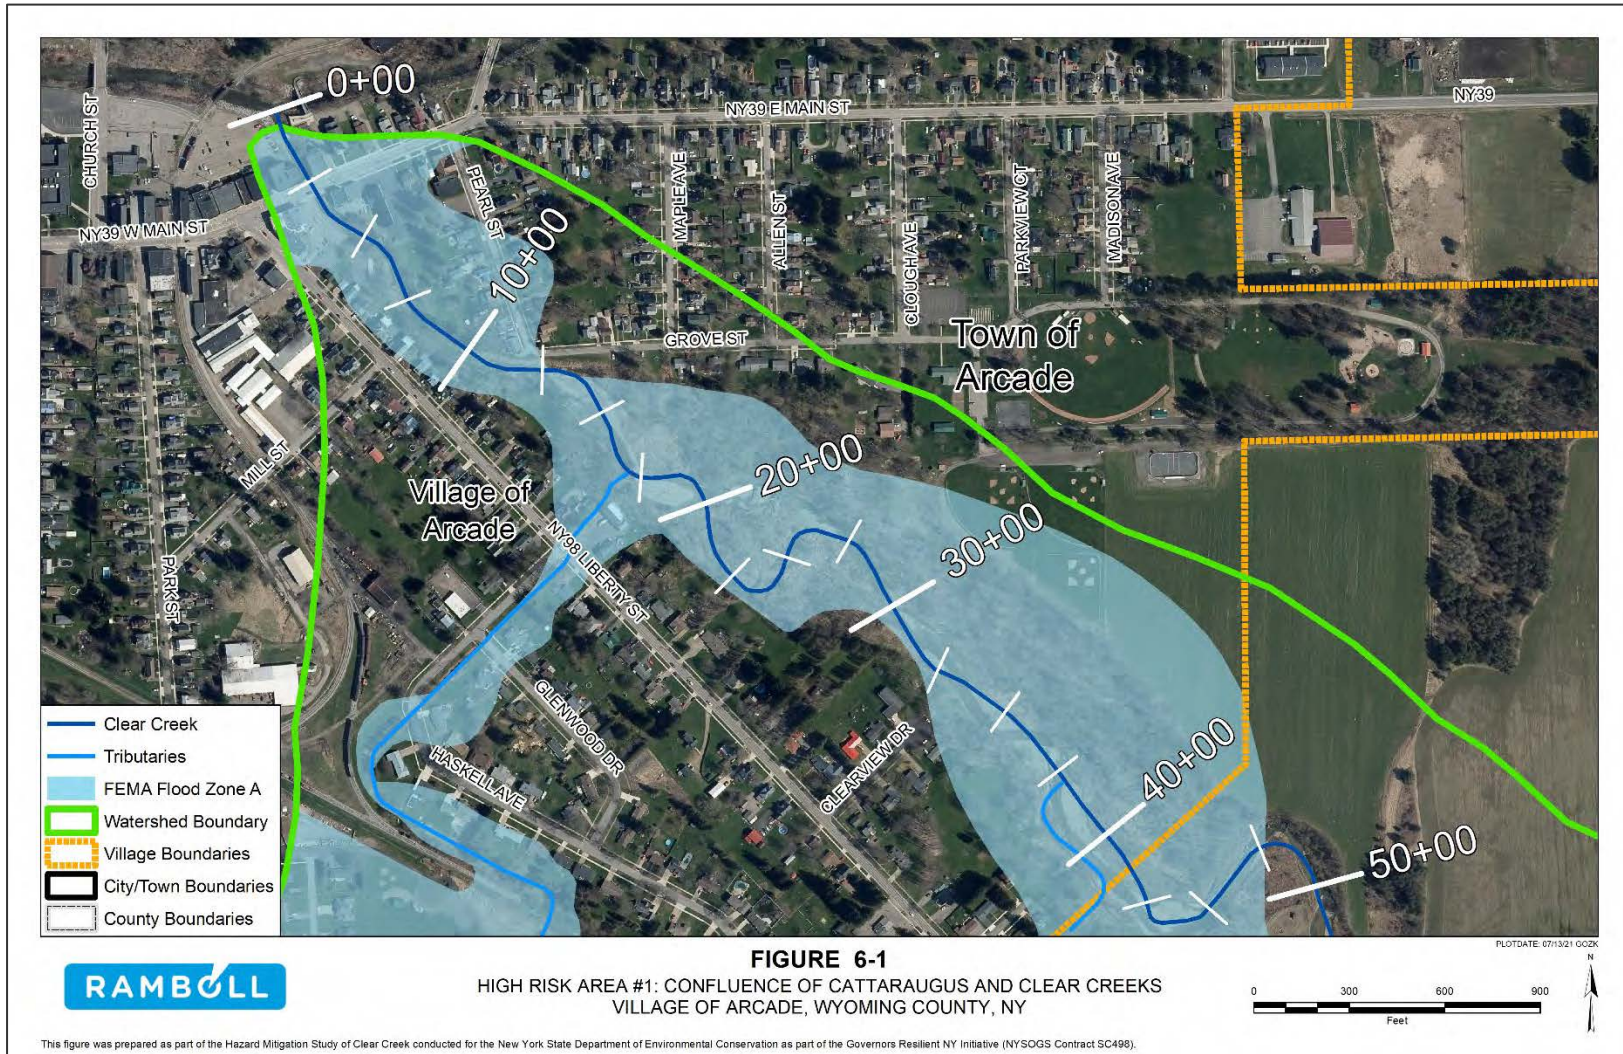 0+00
CHURCH ST
NY39 E MAIN ST
NY39
NY39 W MAIN ST
PEARL ST
10+00
MAPLE AVE
ALLEN ST
CLOUGH AVE
PARKVIEW CT
MADISON AVE
GROVE ST
Town of
Arcade
MILL ST
Village of
Arcade
20+00
NY98 LIBERTY ST
30+00
PARK ST
GLENWOOD DR
HASKELL AVE
CLEARVIEW DR
40+00
50+00
Clear Creek
Tributaries
FEMA Flood Zone A
Watershed Boundary
Village Boundaries
City/Town Boundaries
County Boundaries
PLOTDATE: 07/13/21 GOZK
RAMBOLL
FIGURE 6-1
HIGH RISK AREA #1: CONFLUENCE OF CATTARAUGUS AND CLEAR CREEKS
VILLAGE OF ARCADE, WYOMING COUNTY, NY
0 300 600 900
Feet
N
This figure was prepared as part of the Hazard Mitigation Study of Clear Creek conducted for the New York State Department of Environmental Conservation as part of the Governors Resilient NY Initiative (NYSOGS Contract SC498).